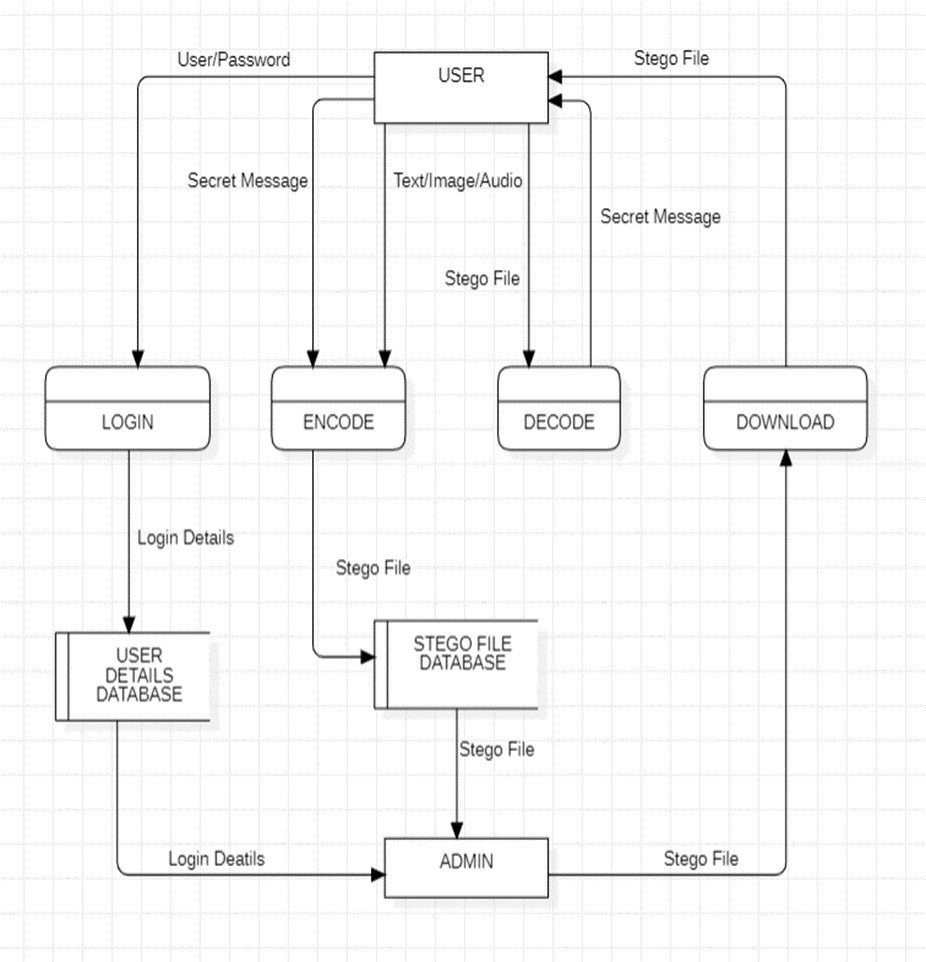 User/Password
Stego File
USER
Secret Message
Text/Image/Audio
Secret Message
Stego File
LOGIN
ENCODE
DECODE
DOWNLOAD
Login Details
Stego File
USER
DETAILS
DATABASE
STEGO FILE
DATABASE
Stego File
Login Deatils
ADMIN
Stego File